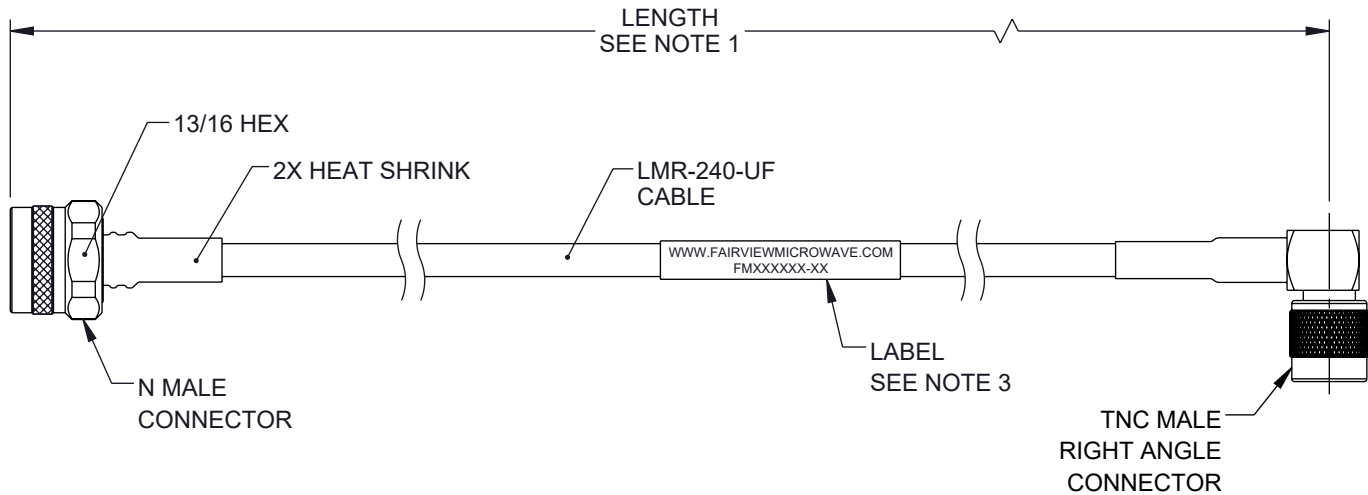 LENGTH
SEE NOTE 1
13/16 HEX
2X HEAT SHRINK
LMR-240-UF
CABLE
WWW.FAIRVIEWMICROWAVE.COM
FMXXXXXX-XX
LABEL
SEE NOTE 3
N MALE
CONNECTOR
TNC MALE
RIGHT ANGLE
CONNECTOR